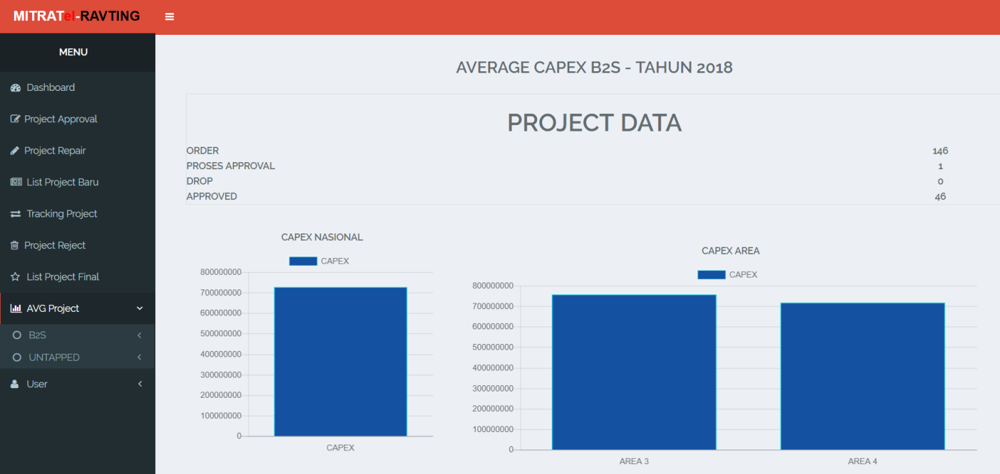 MITRATel-RAVTING
MENU
Dashboard
Project Approval
Project Repair
List Project Baru
Tracking Project
Project Reject
List Project Final
AVG Project
B2S
UNTAPPED
User
AVERAGE CAPEX B2S - TAHUN 2018
PROJECT DATA
ORDER 146
PROSES APPROVAL 1
DROP 0
APPROVED 46
CAPEX NASIONAL
CAPEX
800000000
700000000
600000000
500000000
400000000
300000000
200000000
100000000
0
CAPEX
CAPEX AREA
CAPEX
800000000
700000000
600000000
500000000
400000000
300000000
200000000
100000000
0
AREA 3 AREA 4